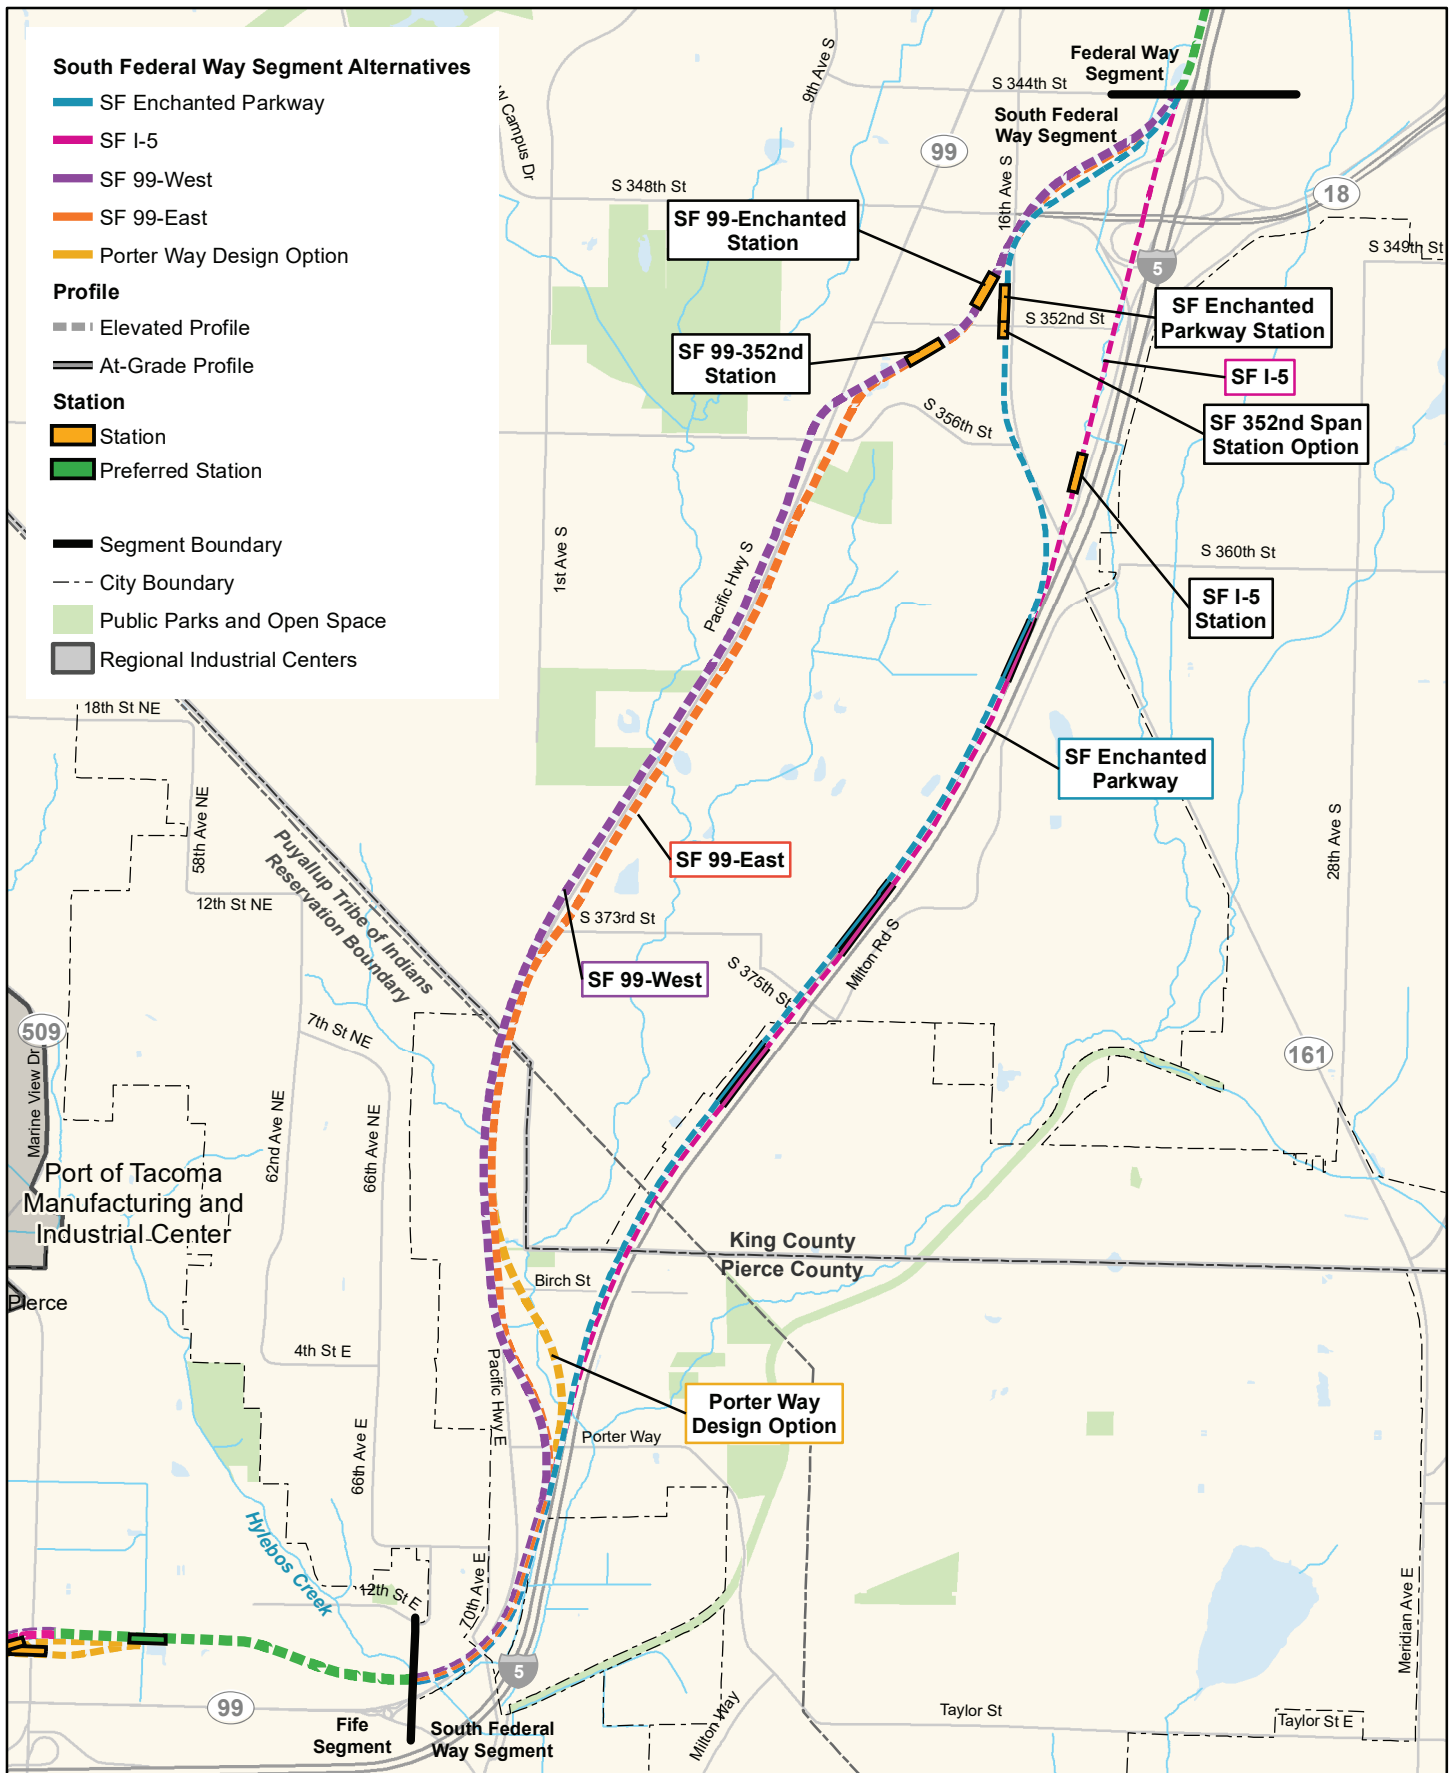 South Federal Way Segment Alternatives
SF Enchanted Parkway
SF I-5
SF 99-West
SF 99-East
Porter Way Design Option
Profile
Elevated Profile
At-Grade Profile
Station
Station
Preferred Station
Segment Boundary
City Boundary
Public Parks and Open Space
Regional Industrial Centers
W Campus Dr
9th Ave S
Federal Way
Segment
S 344th St
South Federal
Way Segment
99
16th Ave S
18
S 348th St
SF 99-Enchanted
Station
S 349th St
5
SF Enchanted
Parkway Station
S 352nd St
SF 99-352nd
Station
SF I-5
S 356th St
SF 352nd Span
Station Option
1st Ave S
Pacific Hwy S
S 360th St
SF I-5
Station
18th St NE
SF Enchanted
Parkway
58th Ave NE
28th Ave S
SF 99-East
Puyallup Tribe of Indians
Reservation Boundary
12th St NE
S 373rd St
Milton Rd S
SF 99-West
S 375th St
509
7th St NE
161
Marine View Dr
62nd Ave NE
66th Ave NE
Port of Tacoma
Manufacturing and
Industrial Center
King County
Pierce County
Birch St
Pierce
4th St E
Pacific Hwy E
Porter Way
Design Option
Porter Way
66th Ave E
Hylebos Creek
12th St E
70th Ave E
Meridian Ave E
5
99
Fife
Segment
South Federal
Way Segment
Milton Way
Taylor St
Taylor St E